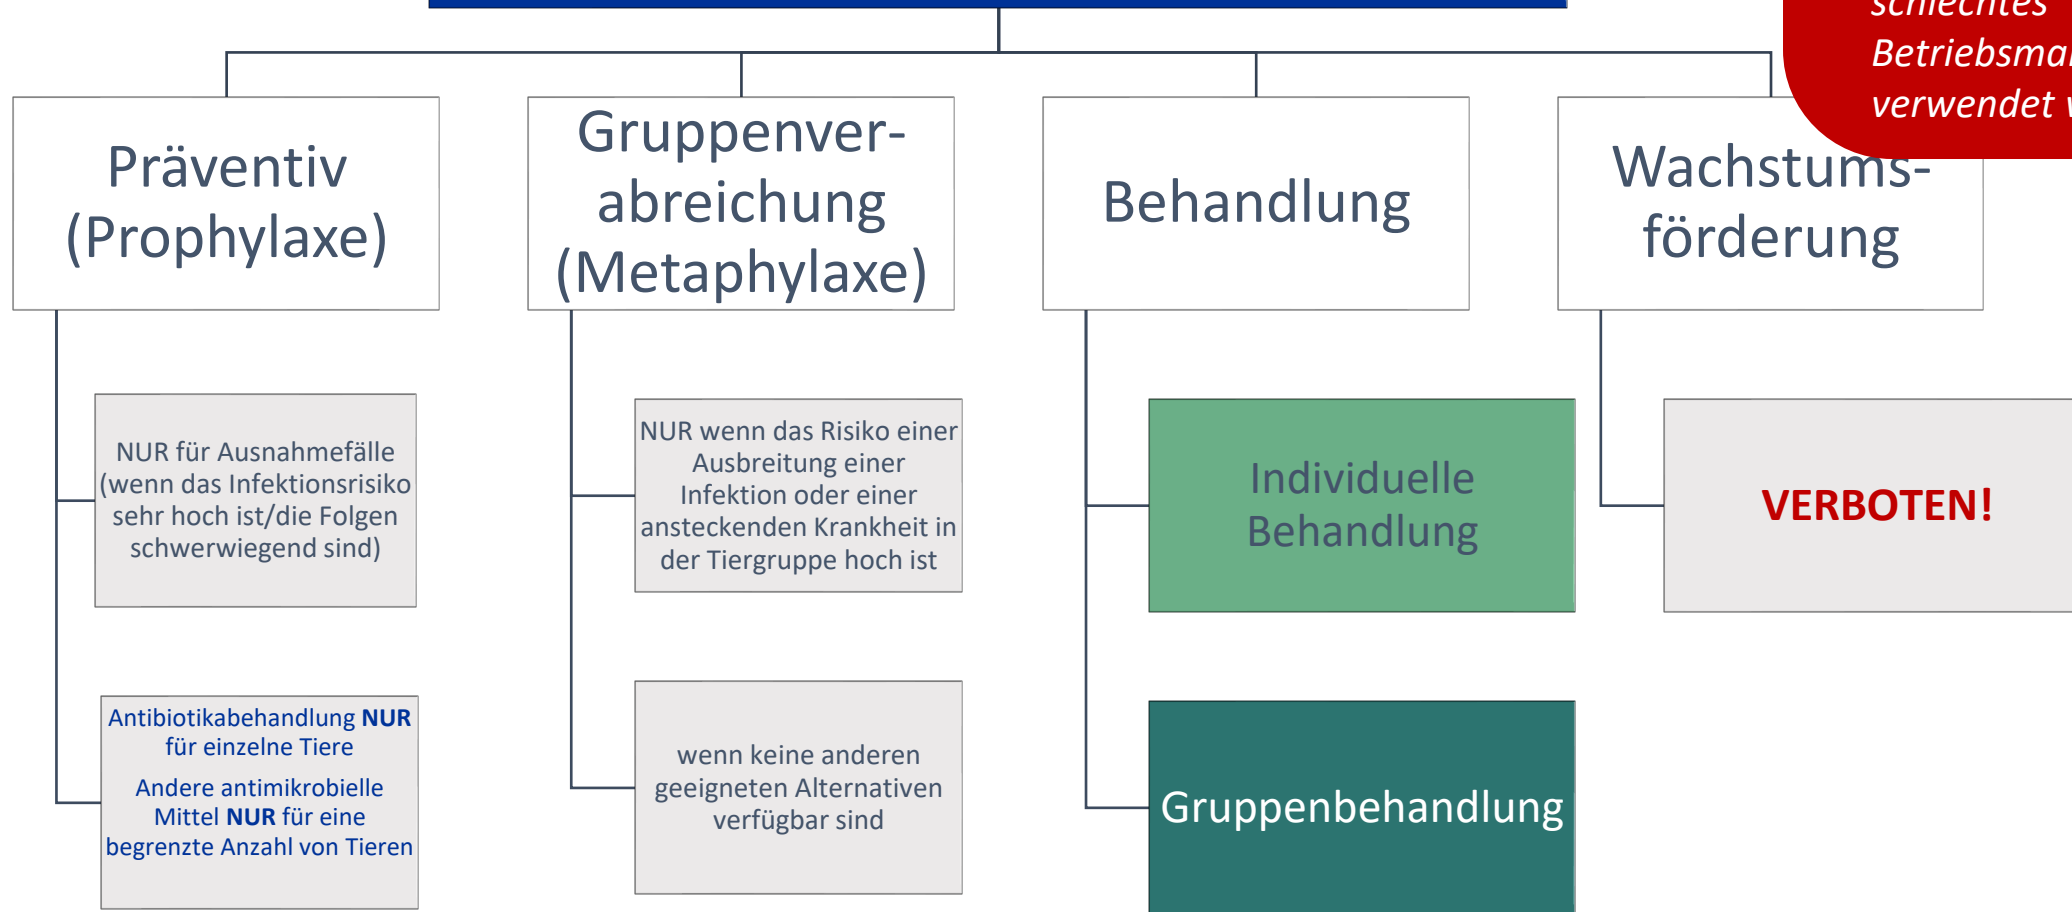 schlechtes
verwendet
Präventiv
(Prophylaxe)
Gruppenver-
abreichung
(Metaphylaxe)
Behandlung
Wachstums-
förderung
NUR für Ausnahmefälle
(wenn das Infektionsrisiko
sehr hoch ist/die Folgen
schwerwiegend sind)
NUR wenn das Risiko einer
Ausbreitung einer
Infektion oder einer
ansteckenden Krankheit in
der Tiergruppe hoch ist
Individuelle
Behandlung
VERBOTEN!
Antibiotikabehandlung NUR
für einzelne Tiere
Andere antimikrobielle
Mittel NUR für eine
begrenzte Anzahl von Tieren
wenn keine anderen
geeigneten Alternativen
verfügbar sind
Gruppenbehandlung